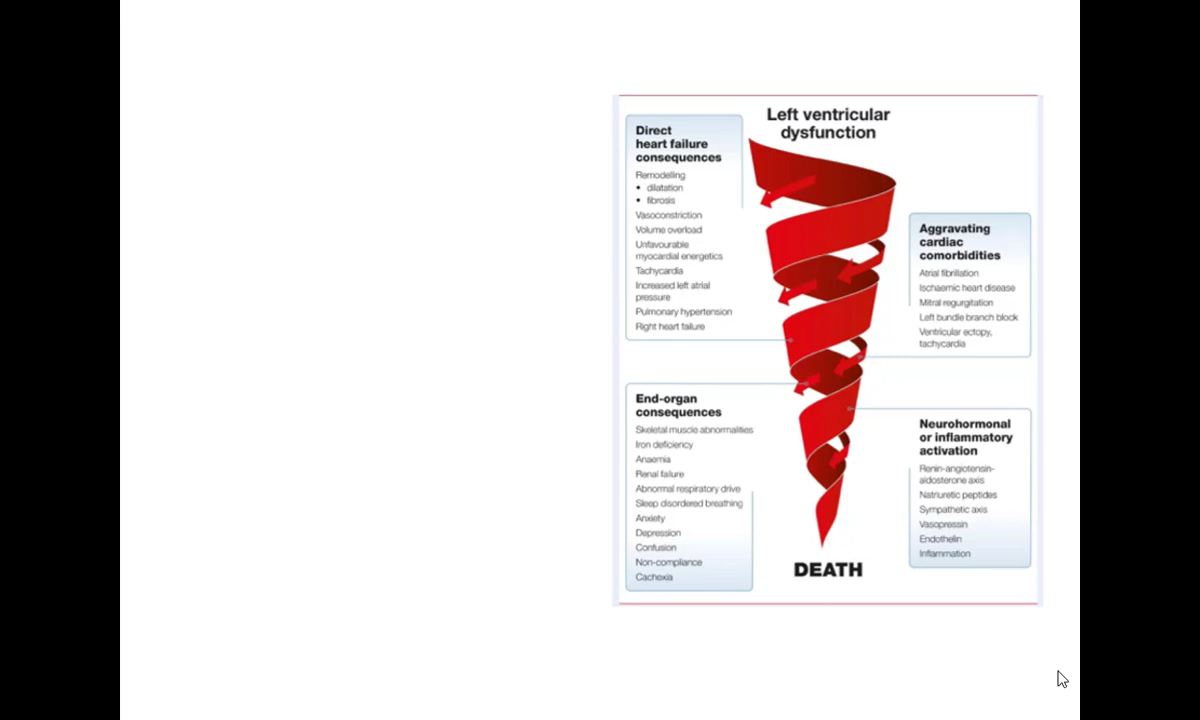 Left ventricular
dysfunction
Direct
heart failure
consequences
Remodelling
• dilatation
• fibrosis
Vasoconstriction
Volume overload
Unfavourable
myocardial energetics
Tachycardia
Increased left atrial
pressure
Pulmonary hypertension
Right heart failure
Aggravating
cardiac
comorbidities
Atrial fibrillation
Ischaemic heart disease
Mitral regurgitation
Left bundle branch block
Ventricular ectopy,
tachycardia
End-organ
consequences
Skeletal muscle abnormalities
Iron deficiency
Anaemia
Renal failure
Abnormal respiratory drive
Sleep disordered breathing
Anxiety
Depression
Confusion
Non-compliance
Cachexia
Neurohormonal
or inflammatory
activation
Renin-angiotensin-
aldosterone axis
Natriuretic peptides
Sympathetic axis
Vasopressin
Endothelin
Inflammation
DEATH